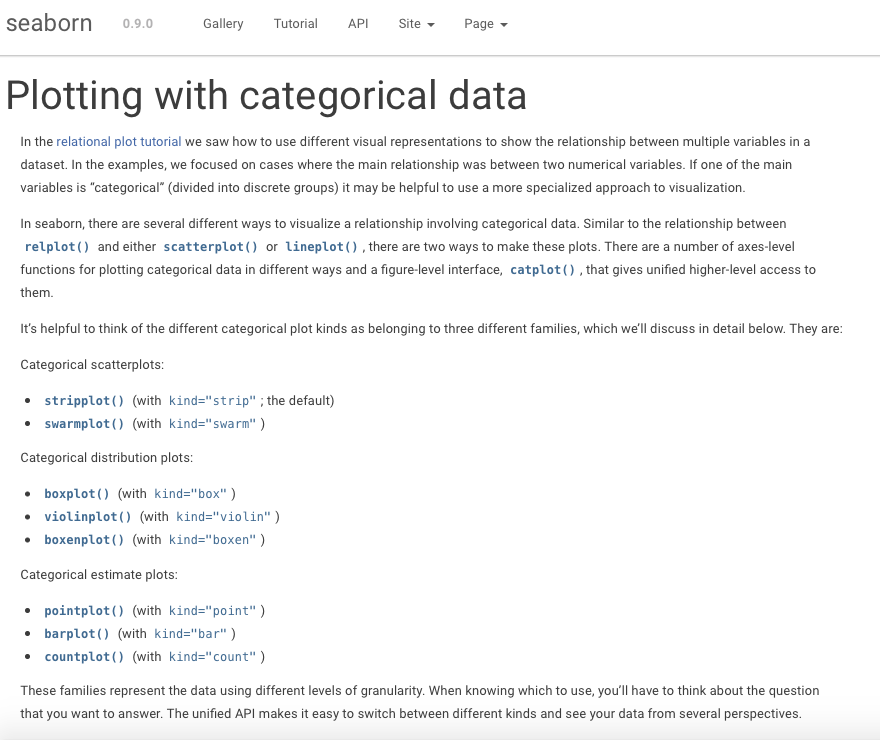 seaborn 0.9.0 Gallery Tutorial API Site Page
Plotting with categorical data
In the relational plot tutorial we saw how to use different visual representations to show the relationship between multiple variables in a
dataset. In the examples, we focused on cases where the main relationship was between two numerical variables. If one of the main
variables is “categorical” (divided into discrete groups) it may be helpful to use a more specialized approach to visualization.
In seaborn, there are several different ways to visualize a relationship involving categorical data. Similar to the relationship between
relplot() and either scatterplot() or lineplot() , there are two ways to make these plots. There are a number of axes-level
functions for plotting categorical data in different ways and a figure-level interface, catplot() , that gives unified higher-level access to
them.
It’s helpful to think of the different categorical plot kinds as belonging to three different families, which we’ll discuss in detail below. They are:
Categorical scatterplots:
• stripplot() (with kind="strip" ; the default)
• swarmplot() (with kind="swarm" )
Categorical distribution plots:
• boxplot() (with kind="box" )
• violinplot() (with kind="violin" )
• boxenplot() (with kind="boxen" )
Categorical estimate plots:
• pointplot() (with kind="point" )
• barplot() (with kind="bar" )
• countplot() (with kind="count" )
These families represent the data using different levels of granularity. When knowing which to use, you’ll have to think about the question
that you want to answer. The unified API makes it easy to switch between different kinds and see your data from several perspectives.